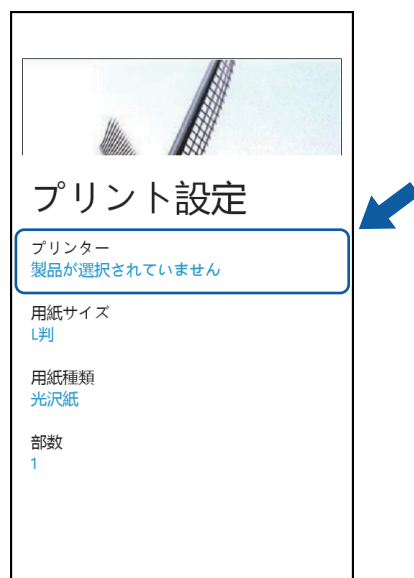 プリント設定
プリンター
製品が選択されていません
用紙サイズ
L判
用紙種類
光沢紙
部数
1